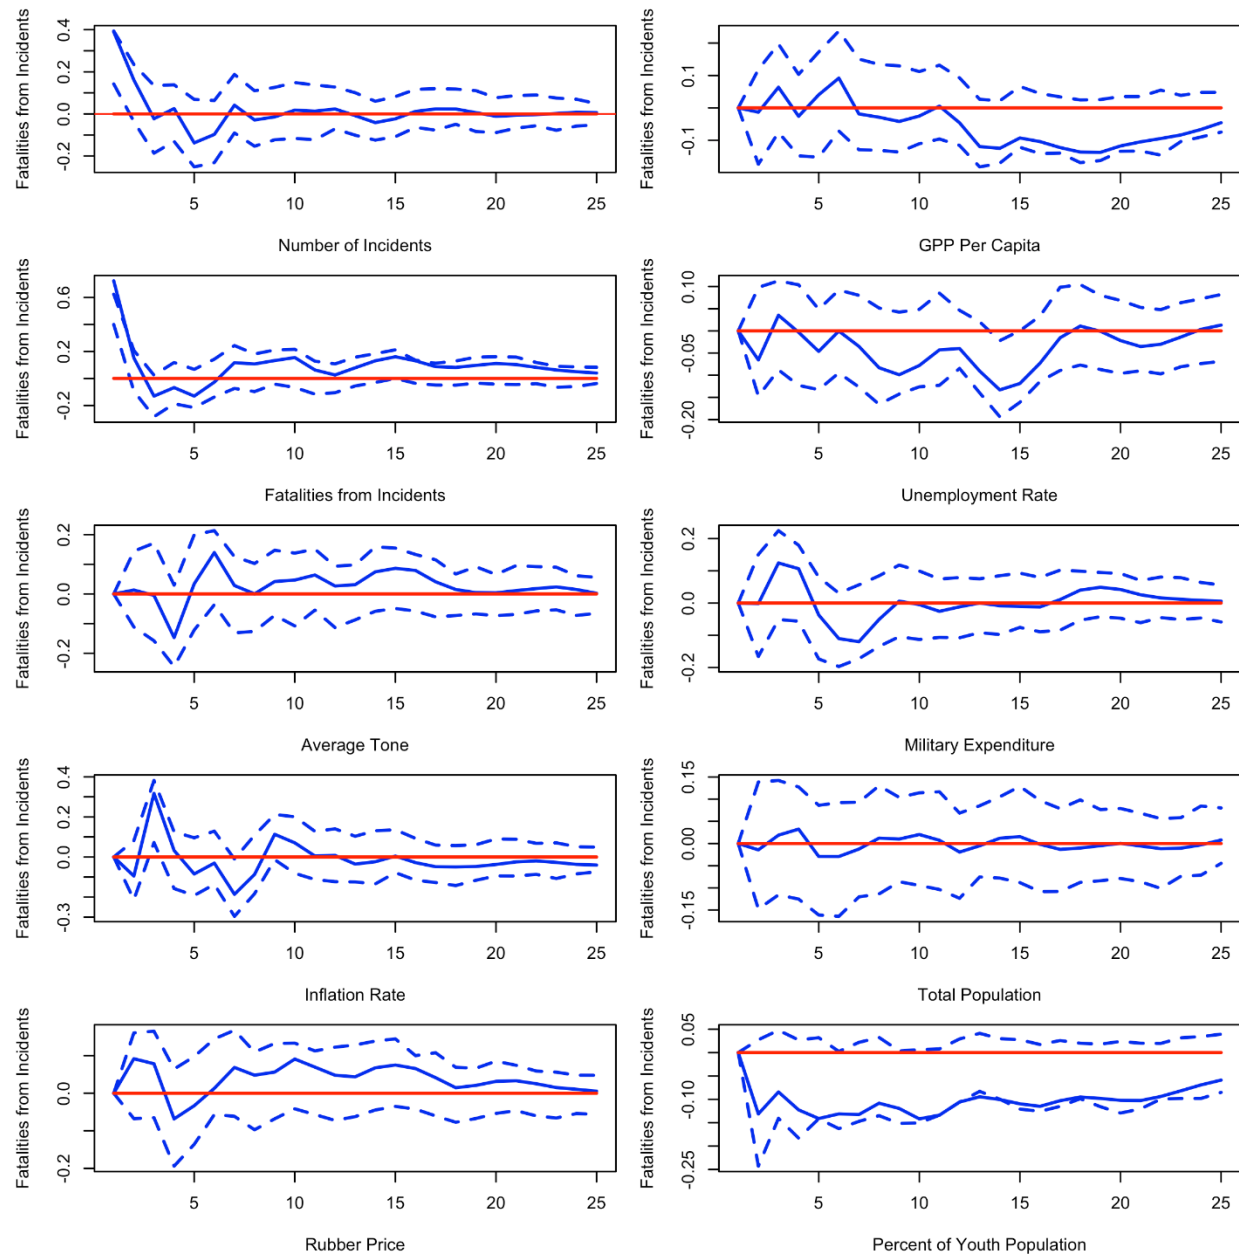 Fatalities from Incidents
-0.2 0.0 0.2 0.4
5 10 15 20 25
Number of Incidents
Fatalities from Incidents
-0.1 0.1
5 10 15 20 25
GPP Per Capita
Fatalities from Incidents
-0.2 0.2 0.6
5 10 15 20 25
Fatalities from Incidents
Fatalities from Incidents
-0.20 -0.05 0.10
5 10 15 20 25
Unemployment Rate
Fatalities from Incidents
-0.2 0.0 0.2
5 10 15 20 25
Average Tone
Fatalities from Incidents
-0.2 0.0 0.2
5 10 15 20 25
Military Expenditure
Fatalities from Incidents
-0.3 0.0 0.2 0.4
5 10 15 20 25
Inflation Rate
Fatalities from Incidents
-0.15 0.00 0.15
5 10 15 20 25
Total Population
Fatalities from Incidents
-0.2 0.0
5 10 15 20 25
Rubber Price
Fatalities from Incidents
-0.25 -0.10 0.05
5 10 15 20 25
Percent of Youth Population